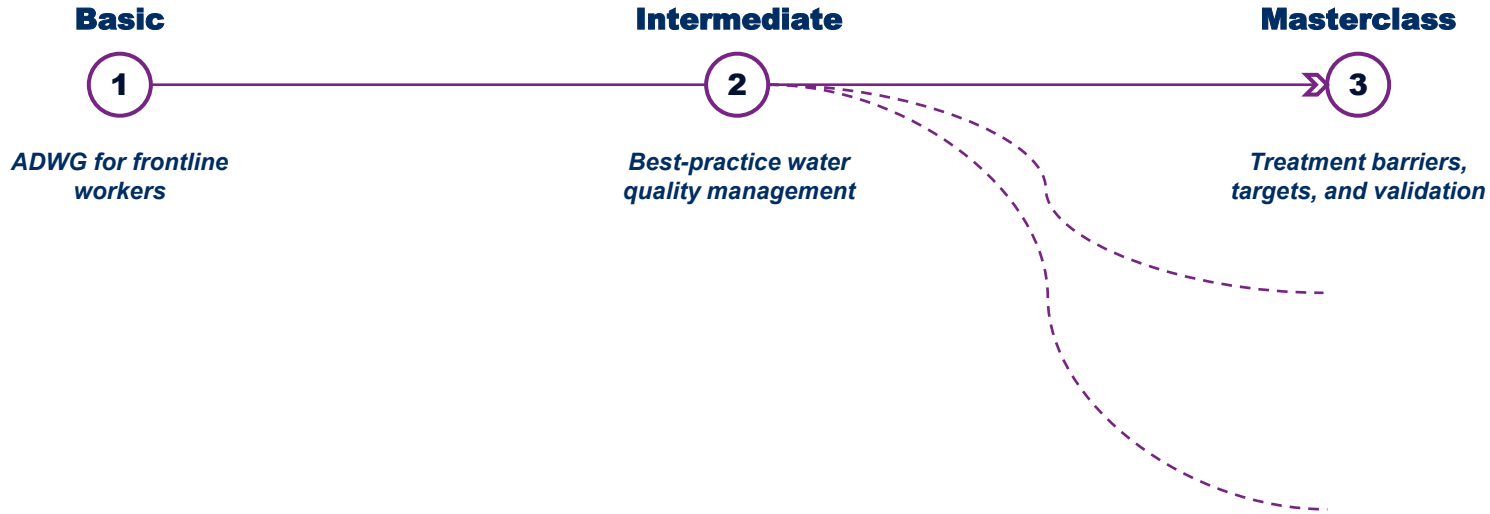 Basic
Intermediate
Masterclass
1
2
3
ADWG for frontline
workers
Best-practice water
quality management
Treatment barriers,
targets, and validation